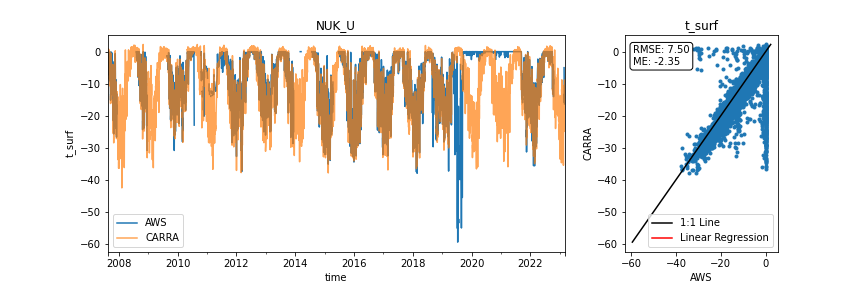 NUK_U
t_surf
0
−10
−20
−30
−40
−50
−60
t_surf
AWS
CARRA
2008
2010
2012
2014
2016
2018
2020
2022
time
t_surf
RMSE: 7.50
ME: -2.35
0
−10
−20
−30
−40
−50
−60
CARRA
1:1 Line
Linear Regression
−60
−40
−20
0
AWS